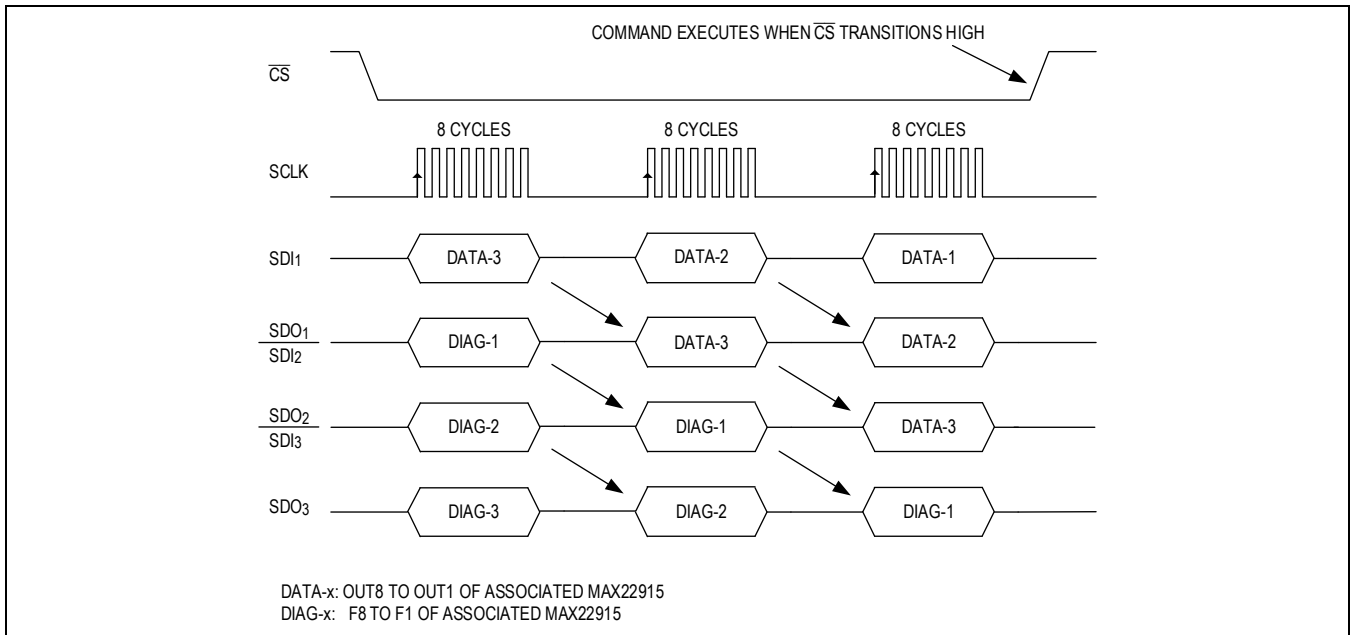 COMMAND EXECUTES WHEN CS TRANSITIONS HIGH
CS
8 CYCLES 8 CYCLES 8 CYCLES
SCLK
SDI1 DATA-3 DATA-2 DATA-1
SDO1
SDI2
DIAG-1 DATA-3 DATA-2
SDO2
SDI3
DIAG-2 DIAG-1 DATA-3
SDO3 DIAG-3 DIAG-2 DIAG-1
DATA-x: OUT8 TO OUT1 OF ASSOCIATED MAX22915
DIAG-x: F8 TO F1 OF ASSOCIATED MAX22915